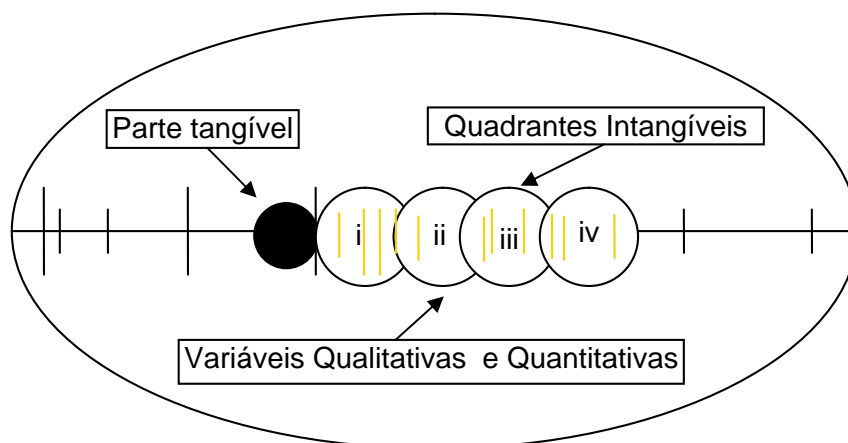 Parte tangível
Quadrantes Intangíveis
i
ii
iii
iv
Variáveis Qualitativas e Quantitativas